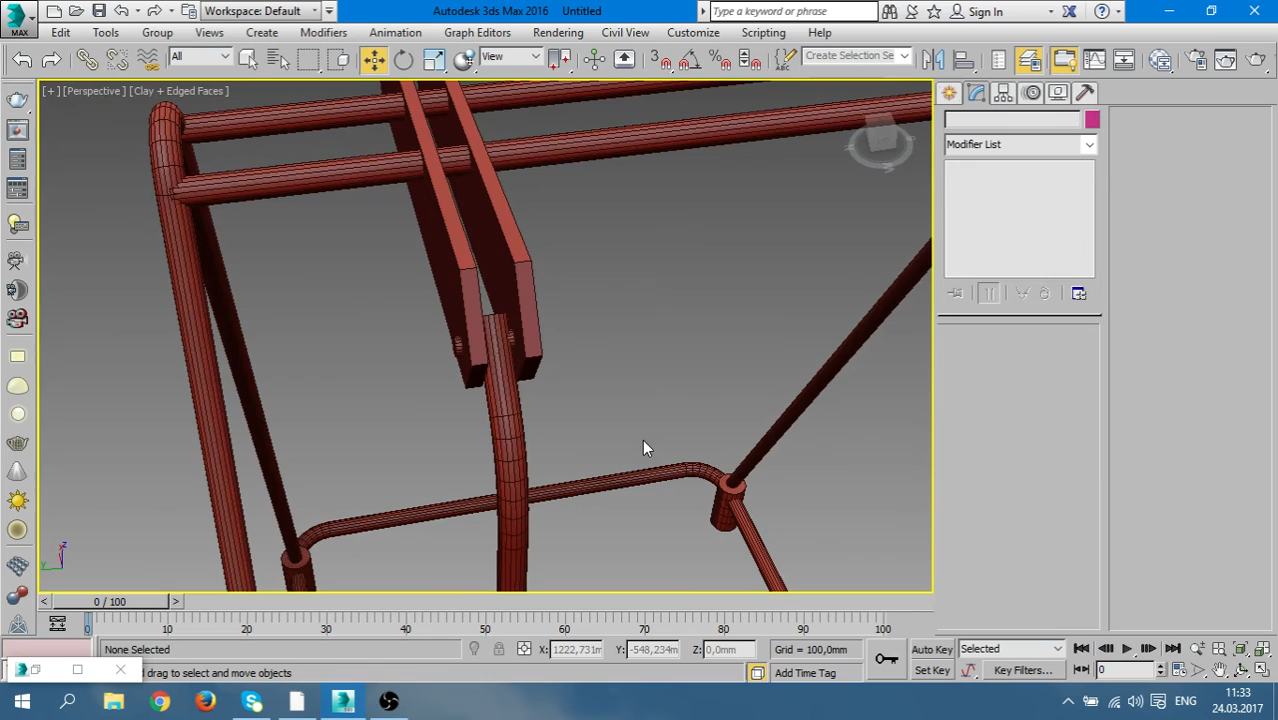 MAX
Workspace: Default
Autodesk 3ds Max 2016 Untitled
Type a keyword or phrase
Sign In
Edit Tools Group Views Create Modifiers Animation Graph Editors Rendering Civil View Customize Scripting Help
All
View
3
Create Selection Se
[+] [Perspective] [Clay + Edged Faces]
Modifier List
z
y
0 / 100
0 10 20 30 40 50 60 70 80 90 100
None Selected
X: 1222,731m
Y: -548,234m
Z: 0,0mm
Grid = 100,0mm
Auto Key
Selected
d drag to select and move objects
Add Time Tag
Set Key
Key Filters...
0
ENG
11:33
24.03.2017